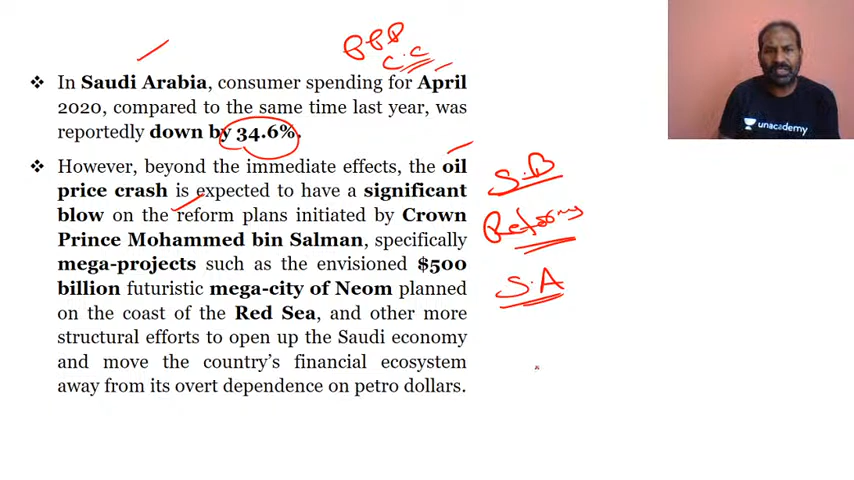 PPP
C.C
❖ In Saudi Arabia, consumer spending for April
2020, compared to the same time last year, was
reportedly down by 34.6%.
❖ However, beyond the immediate effects, the oil
price crash is expected to have a significant
blow on the reform plans initiated by Crown
Prince Mohammed bin Salman, specifically
mega-projects such as the envisioned $500
billion futuristic mega-city of Neom planned
on the coast of the Red Sea, and other more
structural efforts to open up the Saudi economy
and move the country's financial ecosystem
away from its overt dependence on petro dollars.
S.B
Reforms
S.A
unacademy